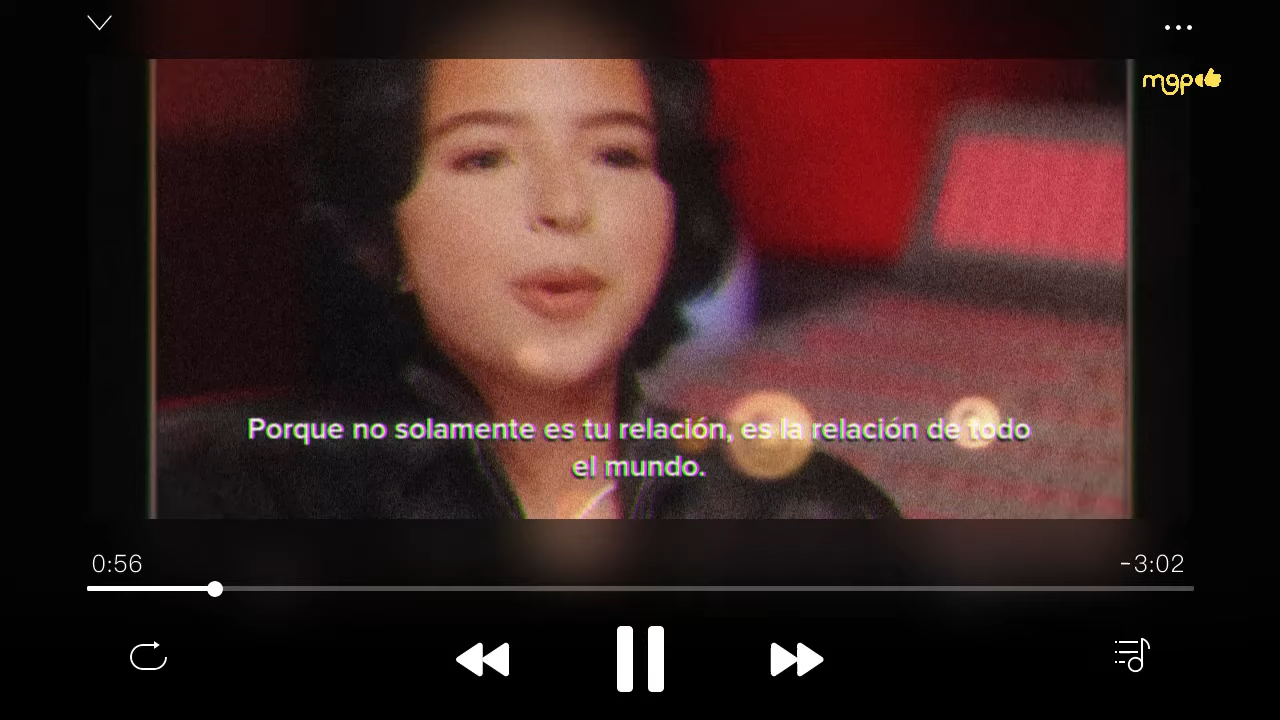 mgp
Porque no solamente es tu relación, es la relación de todo
el mundo.
0:56
-3:02